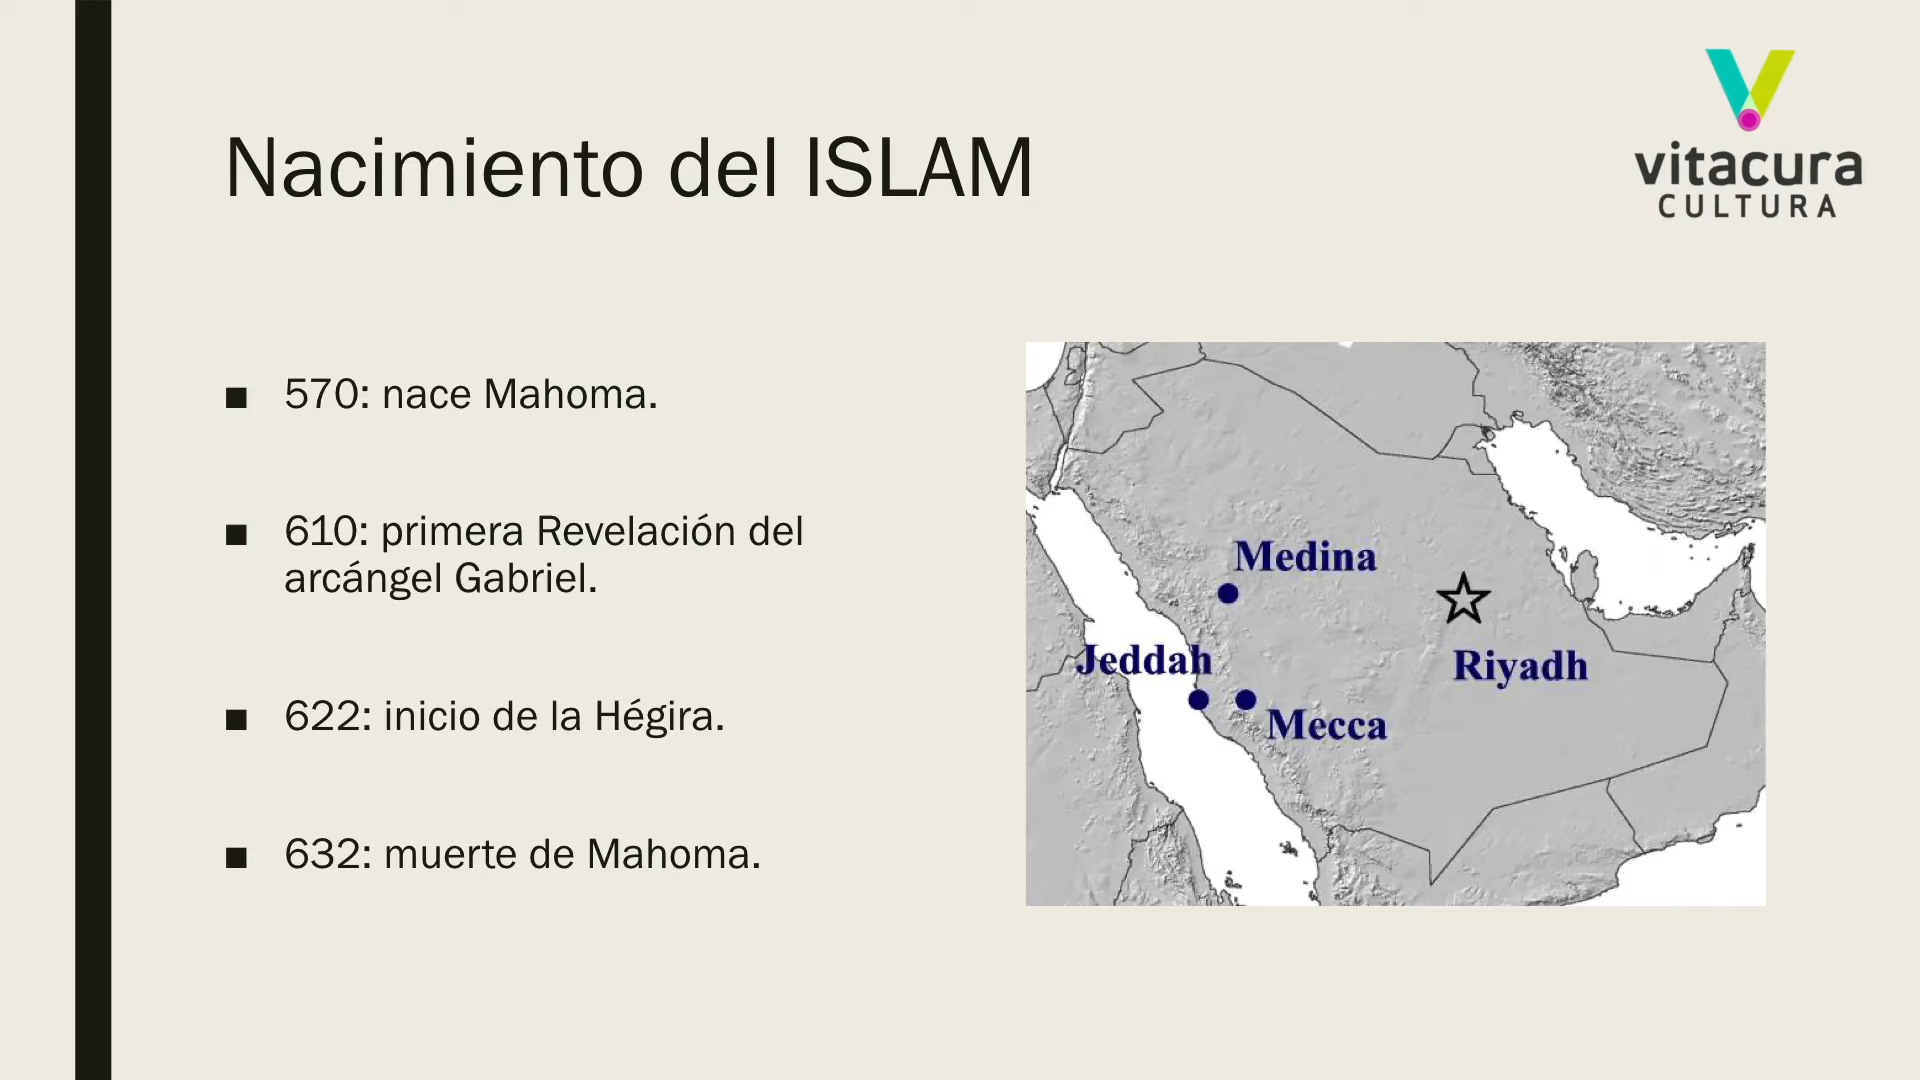 vitacura
CULTURA
Nacimiento del ISLAM
■ 570: nace Mahoma.
■ 610: primera Revelación del
arcángel Gabriel.
■ 622: inicio de la Hégira.
■ 632: muerte de Mahoma.
Medina
Jeddah
Riyadh
Mecca